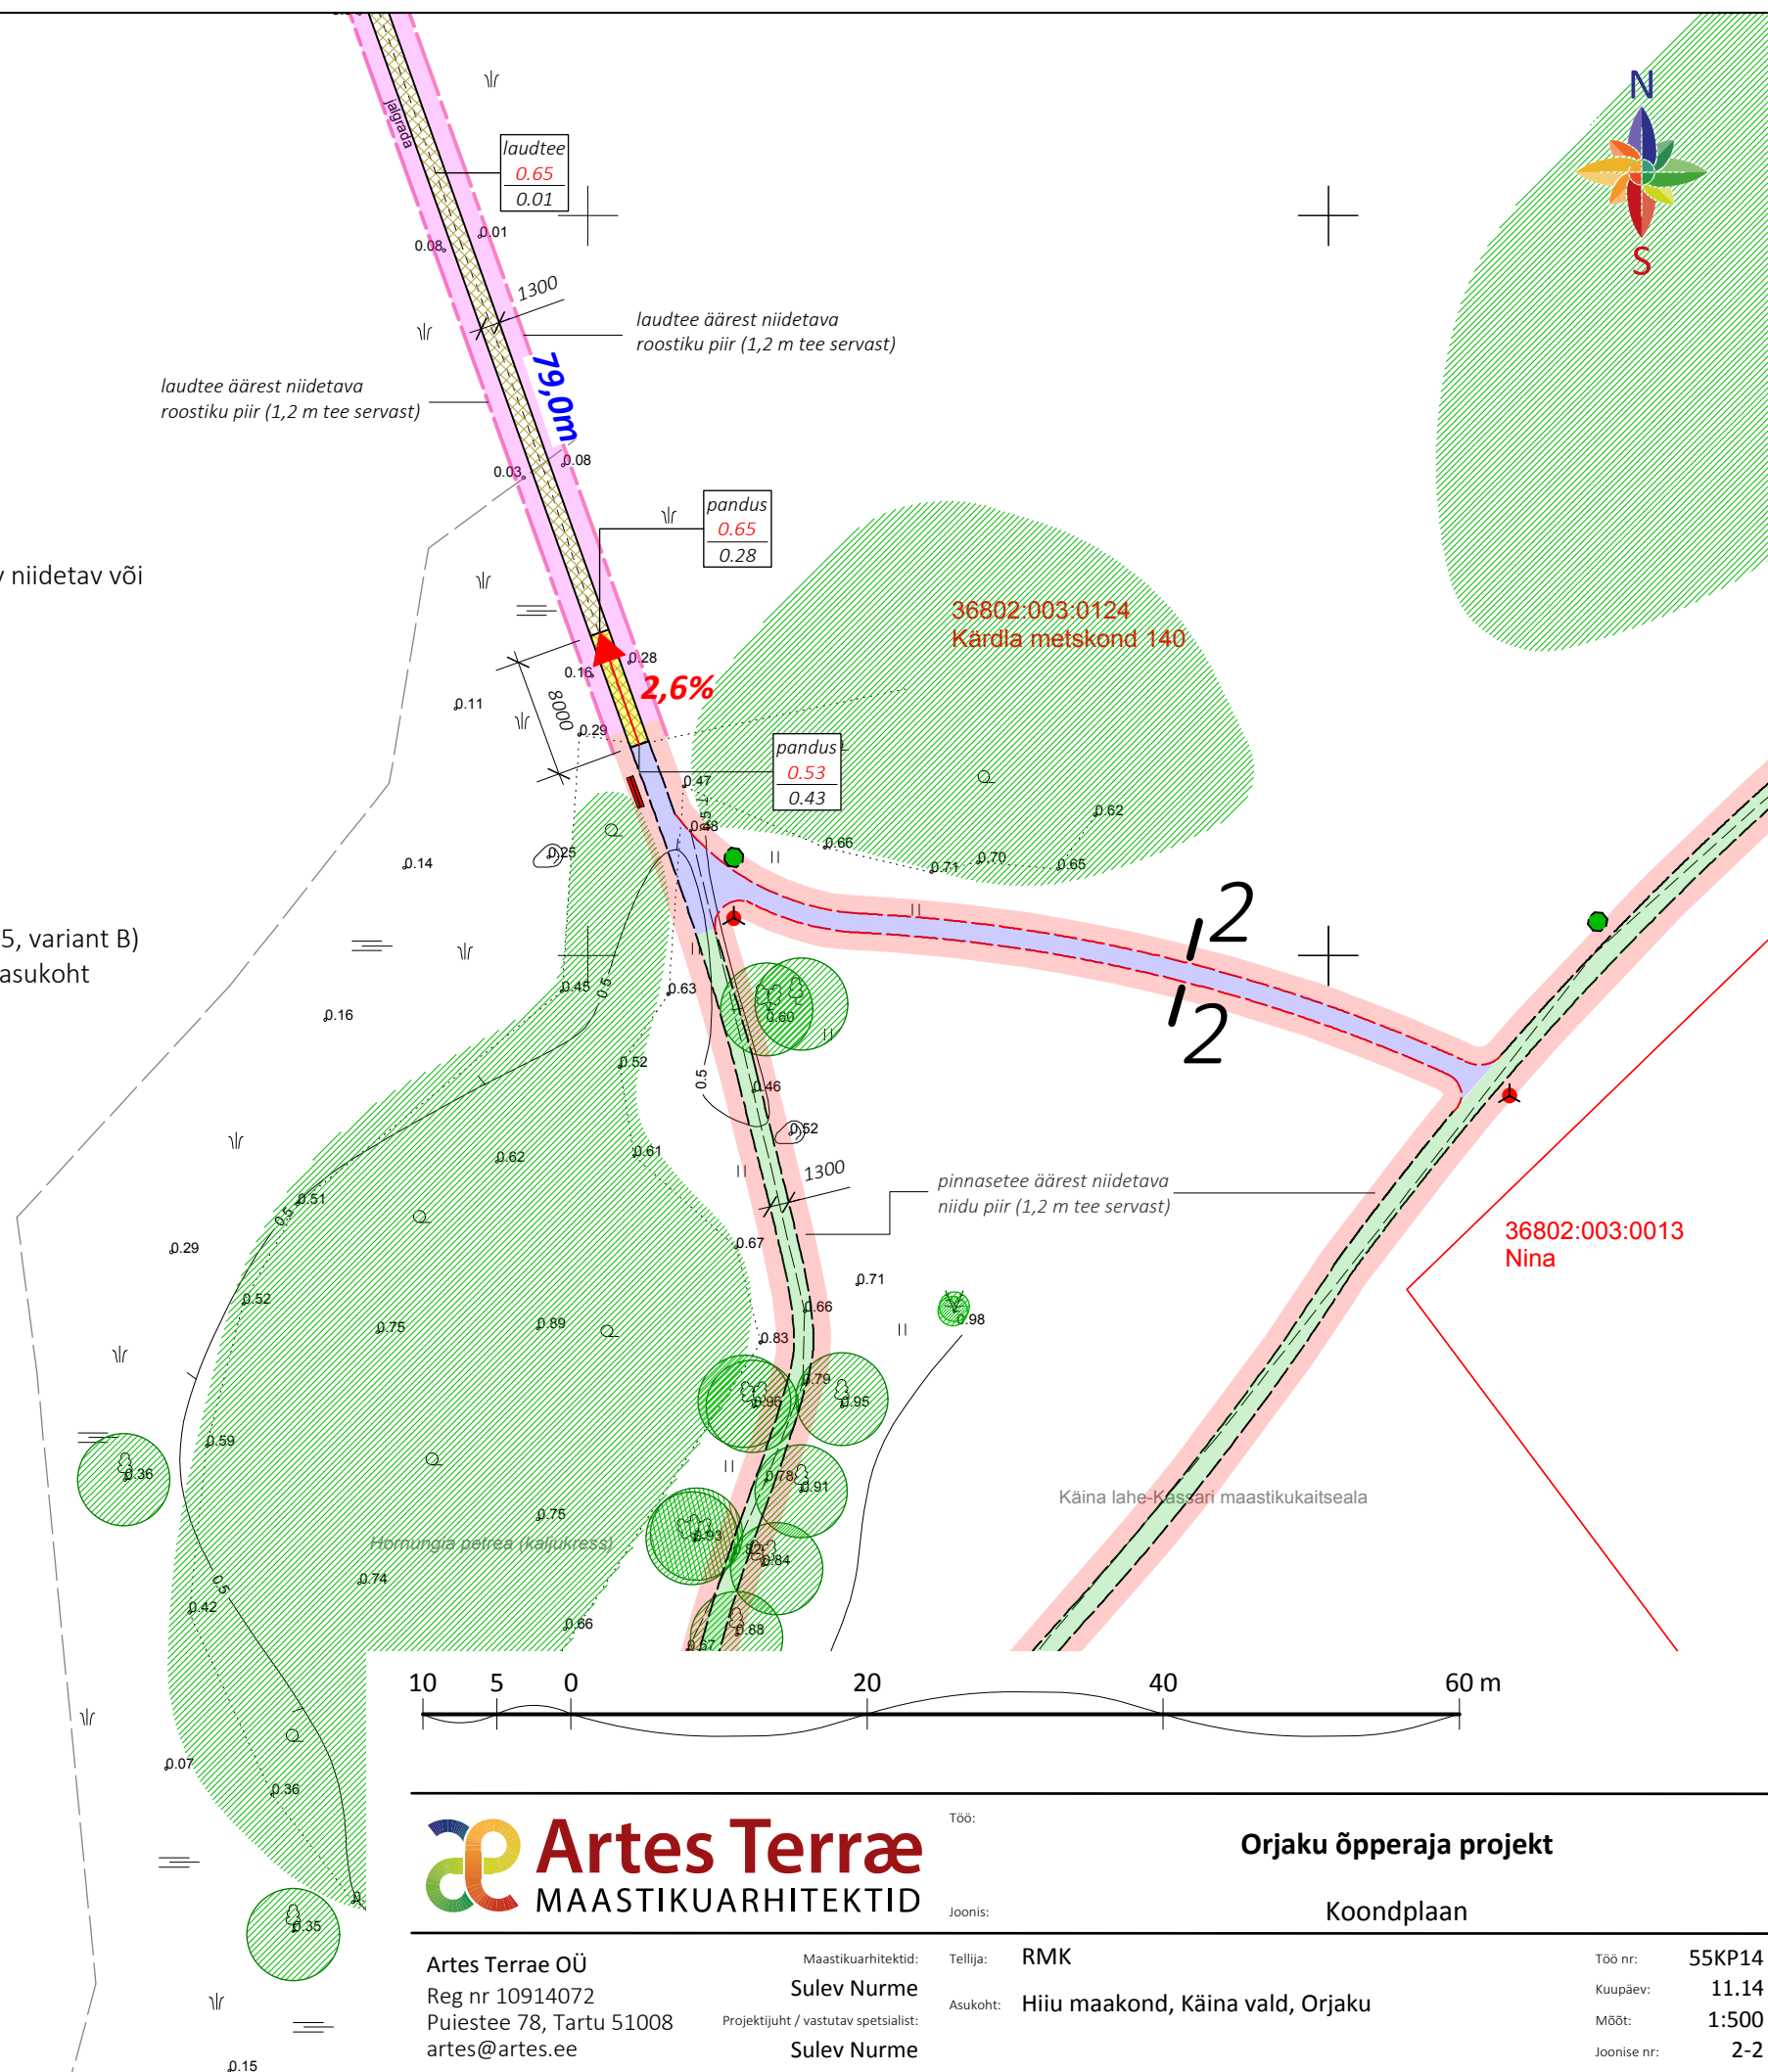 jalgrada
N
S
laudtee
0.65
0.01
0.08
0.01
1300
laudtee äärest niidetava
roostiku piir (1,2 m tee servast)
laudtee äärest niidetava
roostiku piir (1,2 m tee servast)
79,0m
0.03
0.08
pandus
0.65
0.28
niidetav või
36802:003:0124
Kärdla metskond 140
0.16
0.28
2,6%
0.11
8000
0.29
pandus
0.53
0.43
0.47
0.5
0.48
0.62
0.66
0.25
0.14
0.71
0.70
0.65
2
2
5, variant B)
asukoht
0.45
0.5
0.63
0.60
0.16
0.52
0.5
0.46
0.52
0.61
0.62
1300
pinnasetee äärest niidetava
niidu piir (1,2 m tee servast)
0.51
0.5
36802:003:0013
Nina
0.29
0.67
0.71
0.52
0.66
0.98
0.75
0.89
0.83
0.79
0.96
0.95
0.59
0.36
0.78
0.91
Käina lahe-Kassari maastikukaitseala
0.75
0.93
Hornungia petrea (kaljukress)
0.84
0.74
0.5
0.42
0.66
0.88
0.67
10 5 0 20 40 60 m
0.07
0.36
0.35
0.15
Artes Terræ
MAASTIKUARHITEKTID
Töö:
Orjaku õpperaja projekt
Joonis:
Koondplaan
Artes Terrae OÜ
Reg nr 10914072
Puiestee 78, Tartu 51008
artes@artes.ee
Maastikuarhitektid:
Sulev Nurme
Projektijuht / vastutav spetsialist:
Sulev Nurme
Tellija: RMK
Asukoht: Hiiu maakond, Käina vald, Orjaku
Töö nr: 55KP14
Kuupäev: 11.14
Mõõt: 1:500
Joonise nr: 2-2